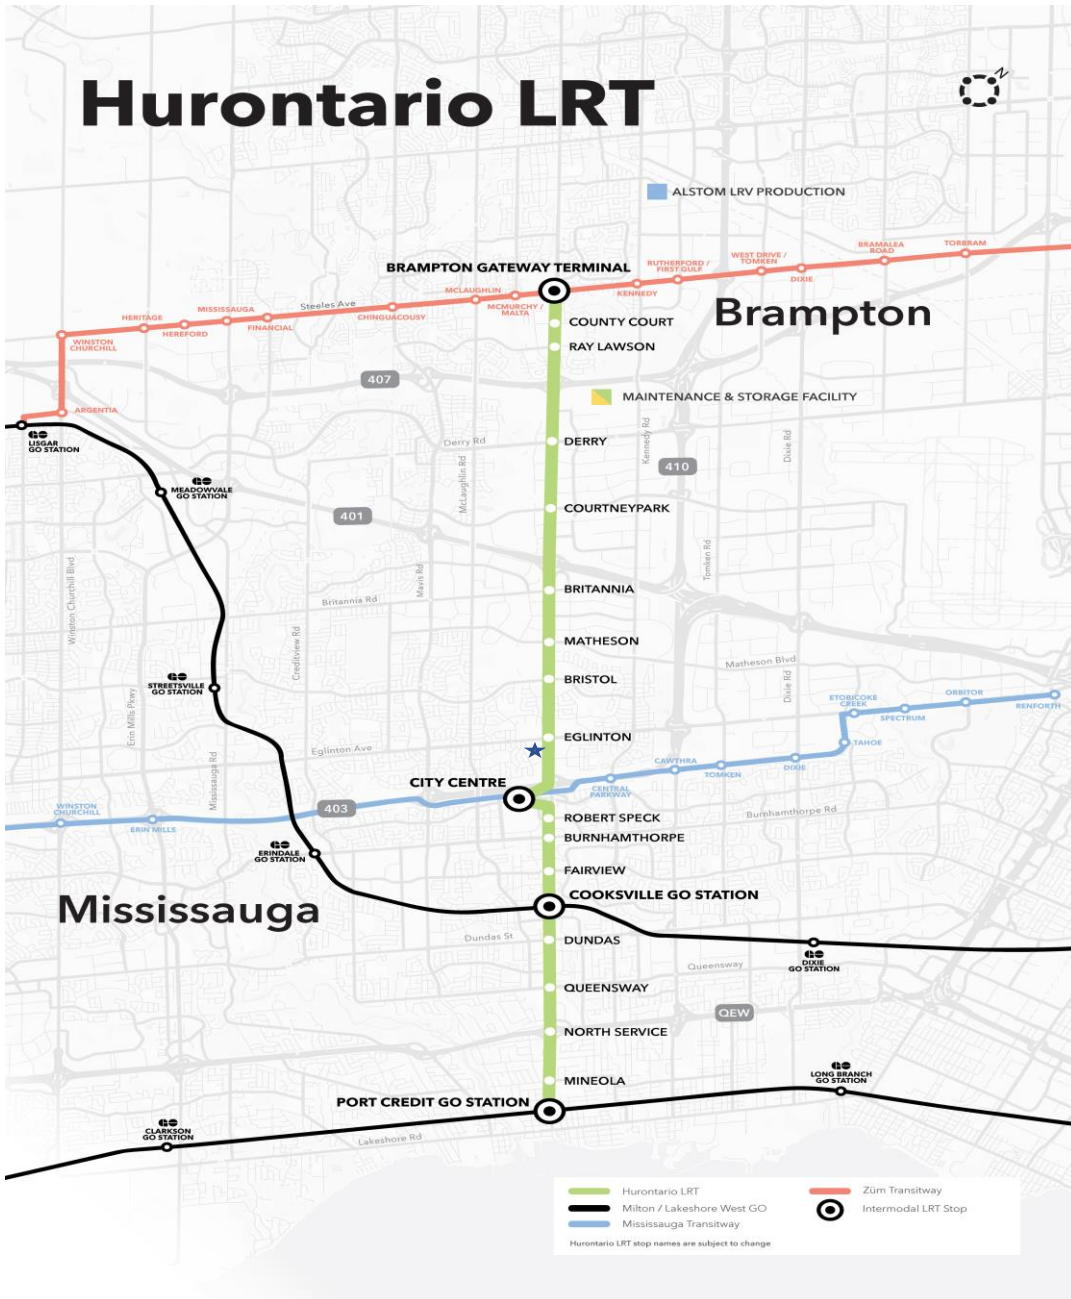 Hurontario LRT
N
ALSTOM LRV PRODUCTION
BRAMPTON GATEWAY TERMINAL
Brampton
Steeles Ave
WINSTON
CHURCHILL
HERITAGE
HEREFORD
MISSISSAUGA
FINANCIAL
CHINGUACOUSY
MCLAUGHLIN
MCMURCHY /
MALTA
KENNEDY
RUTHERFORD /
FIRST GULF
WEST DRIVE /
TOMKEN
DIXIE
BRAMALEA
ROAD
TORBRAM
ARGENTIA
COUNTY COURT
RAY LAWSON
407
MAINTENANCE & STORAGE FACILITY
GO
LISGAR
GO STATION
Derry Rd
DERRY
Kennedy Rd
Dixie Rd
410
McLaughlin Rd
GO
MEADOWVALE
GO STATION
401
COURTNEYPARK
Winston Churchill Blvd
Mavis Rd
Tomken Rd
BRITANNIA
Britannia Rd
MATHESON
Creditview Rd
Matheson Blvd
GO
STREETSVILLE
GO STATION
BRISTOL
Dixie Rd
Erin Mills Pkwy
ETOBICOKE
CREEK
SPECTRUM
ORBITOR
RENFORTH
EGLINTON
Eglinton Ave
TAHOE
Mississauga Rd
CITY CENTRE
CAWTHRA
TOMKEN
DIXIE
CENTRAL
PARKWAY
WINSTON
CHURCHILL
ERIN MILLS
403
ROBERT SPECK
Burnhamthorpe Rd
BURNHAMTHORPE
GO
ERINDALE
GO STATION
FAIRVIEW
COOKSVILLE GO STATION
Mississauga
Dundas St
DUNDAS
GO
DIXIE
GO STATION
Queensway
QUEENSWAY
QEW
NORTH SERVICE
MINEOLA
GO
LONG BRANCH
GO STATION
PORT CREDIT GO STATION
GO
CLARKSON
GO STATION
Lakeshore Rd
Hurontario LRT
Milton / Lakeshore West GO
Mississauga Transitway
Züm Transitway
Intermodal LRT Stop
Hurontario LRT stop names are subject to change